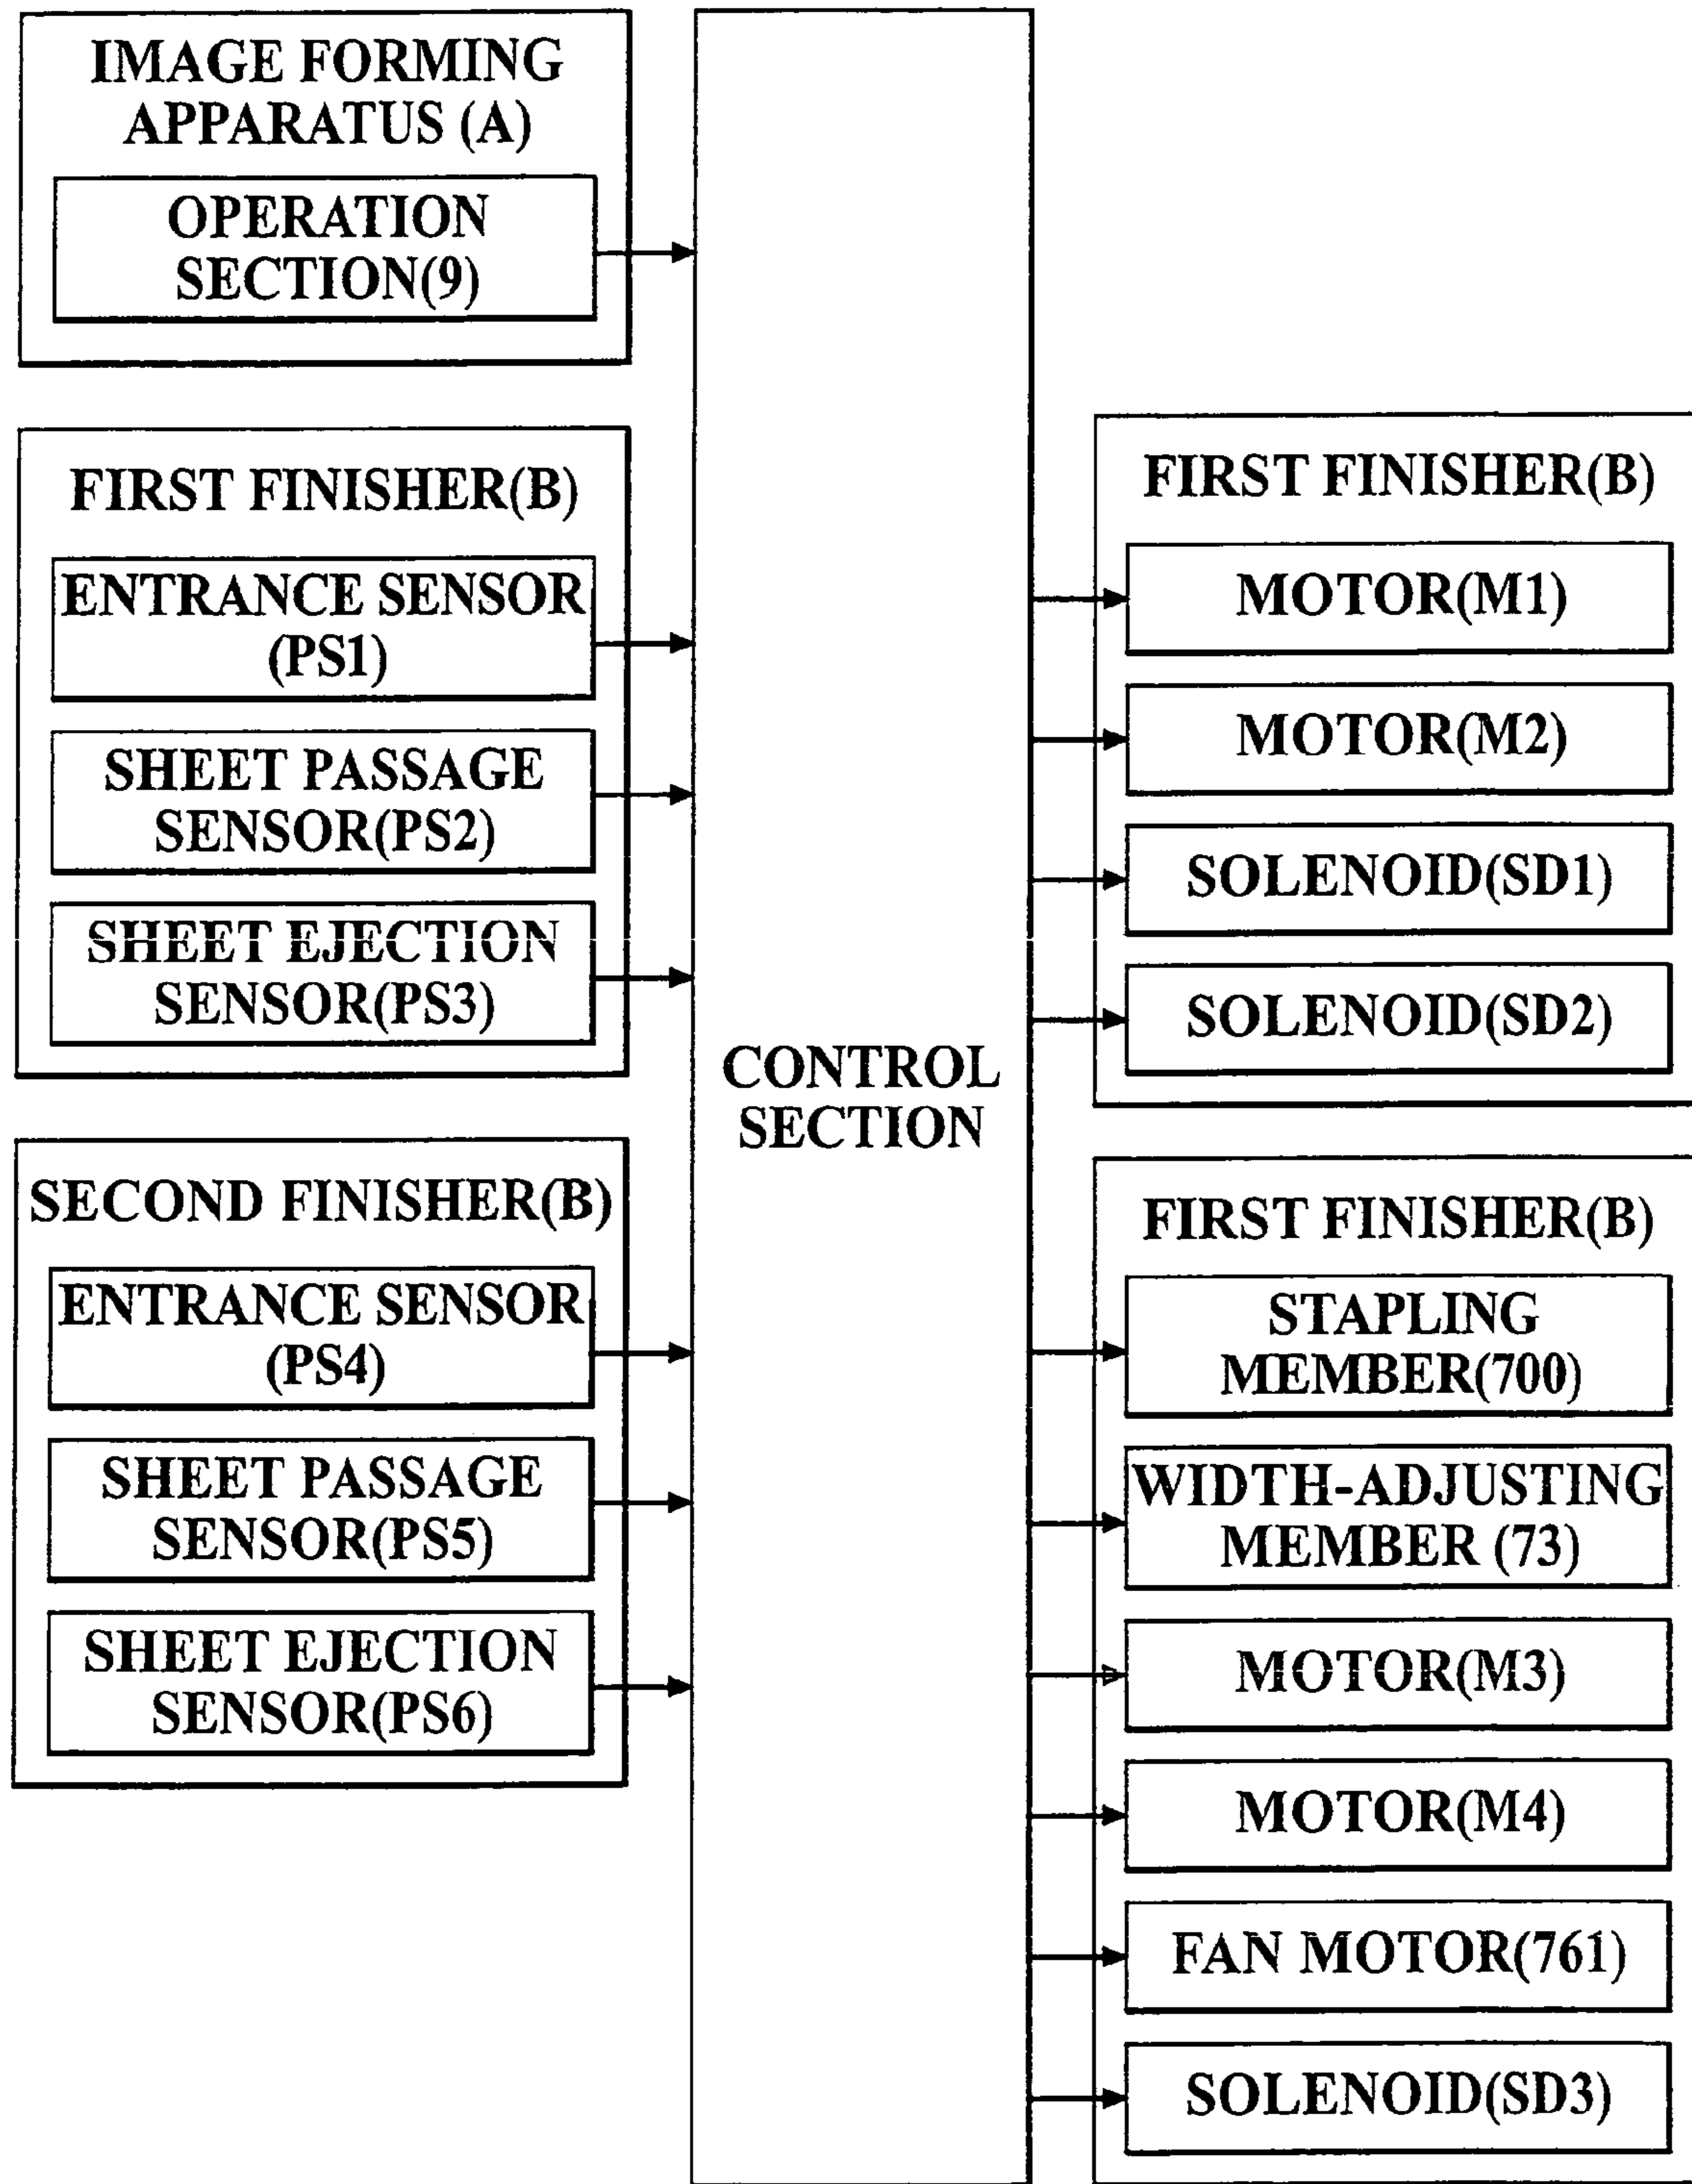 IMAGE FORMING
APPARATUS (A)
OPERATION
SECTION(9)
FIRST FINISHER(B)
ENTRANCE SENSOR
(PS1)
SHEET PASSAGE
SENSOR(PS2)
SHEET EJECTION
SENSOR(PS3)
SECOND FINISHER(B)
ENTRANCE SENSOR
(PS4)
SHEET PASSAGE
SENSOR(PS5)
SHEET EJECTION
SENSOR(PS6)
CONTROL
SECTION
FIRST FINISHER(B)
MOTOR(M1)
MOTOR(M2)
SOLENOID(SD1)
SOLENOID(SD2)
FIRST FINISHER(B)
STAPLING
MEMBER(700)
WIDTH-ADJUSTING
MEMBER (73)
MOTOR(M3)
MOTOR(M4)
FAN MOTOR(761)
SOLENOID(SD3)